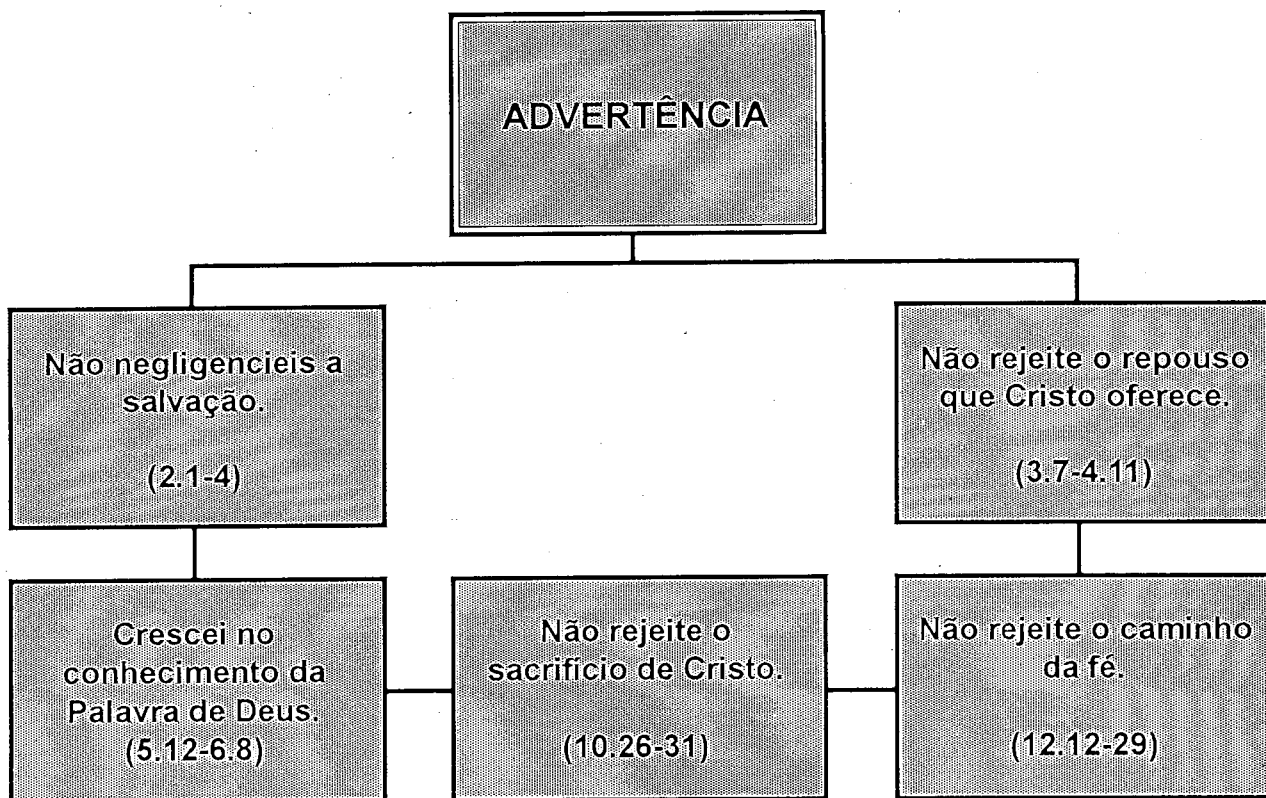 ADVERTÊNCIA
Não negligencieis a
salvação.
(2.1-4)
Não rejeite o repouso
que Cristo oferece.
(3.7-4.11)
Crescei no
conhecimento da
Palavra de Deus.
(5.12-6.8)
Não rejeite o
sacrifício de Cristo.
(10.26-31)
Não rejeite o caminho
da fé.
(12.12-29)